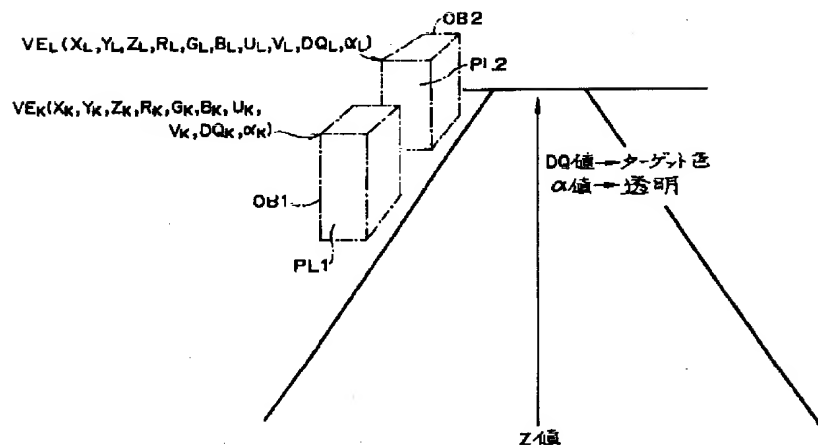 OB2
VEL(XL,YL,ZL,RL,GL,BL,UL,VL,DQL,αL)
PL2
VEK(XK,YK,ZK,RK,GK,BK,UK,
VK,DQK,αK)
DQ値→ターゲット色
α値→透明
OB1
PL1
Z値